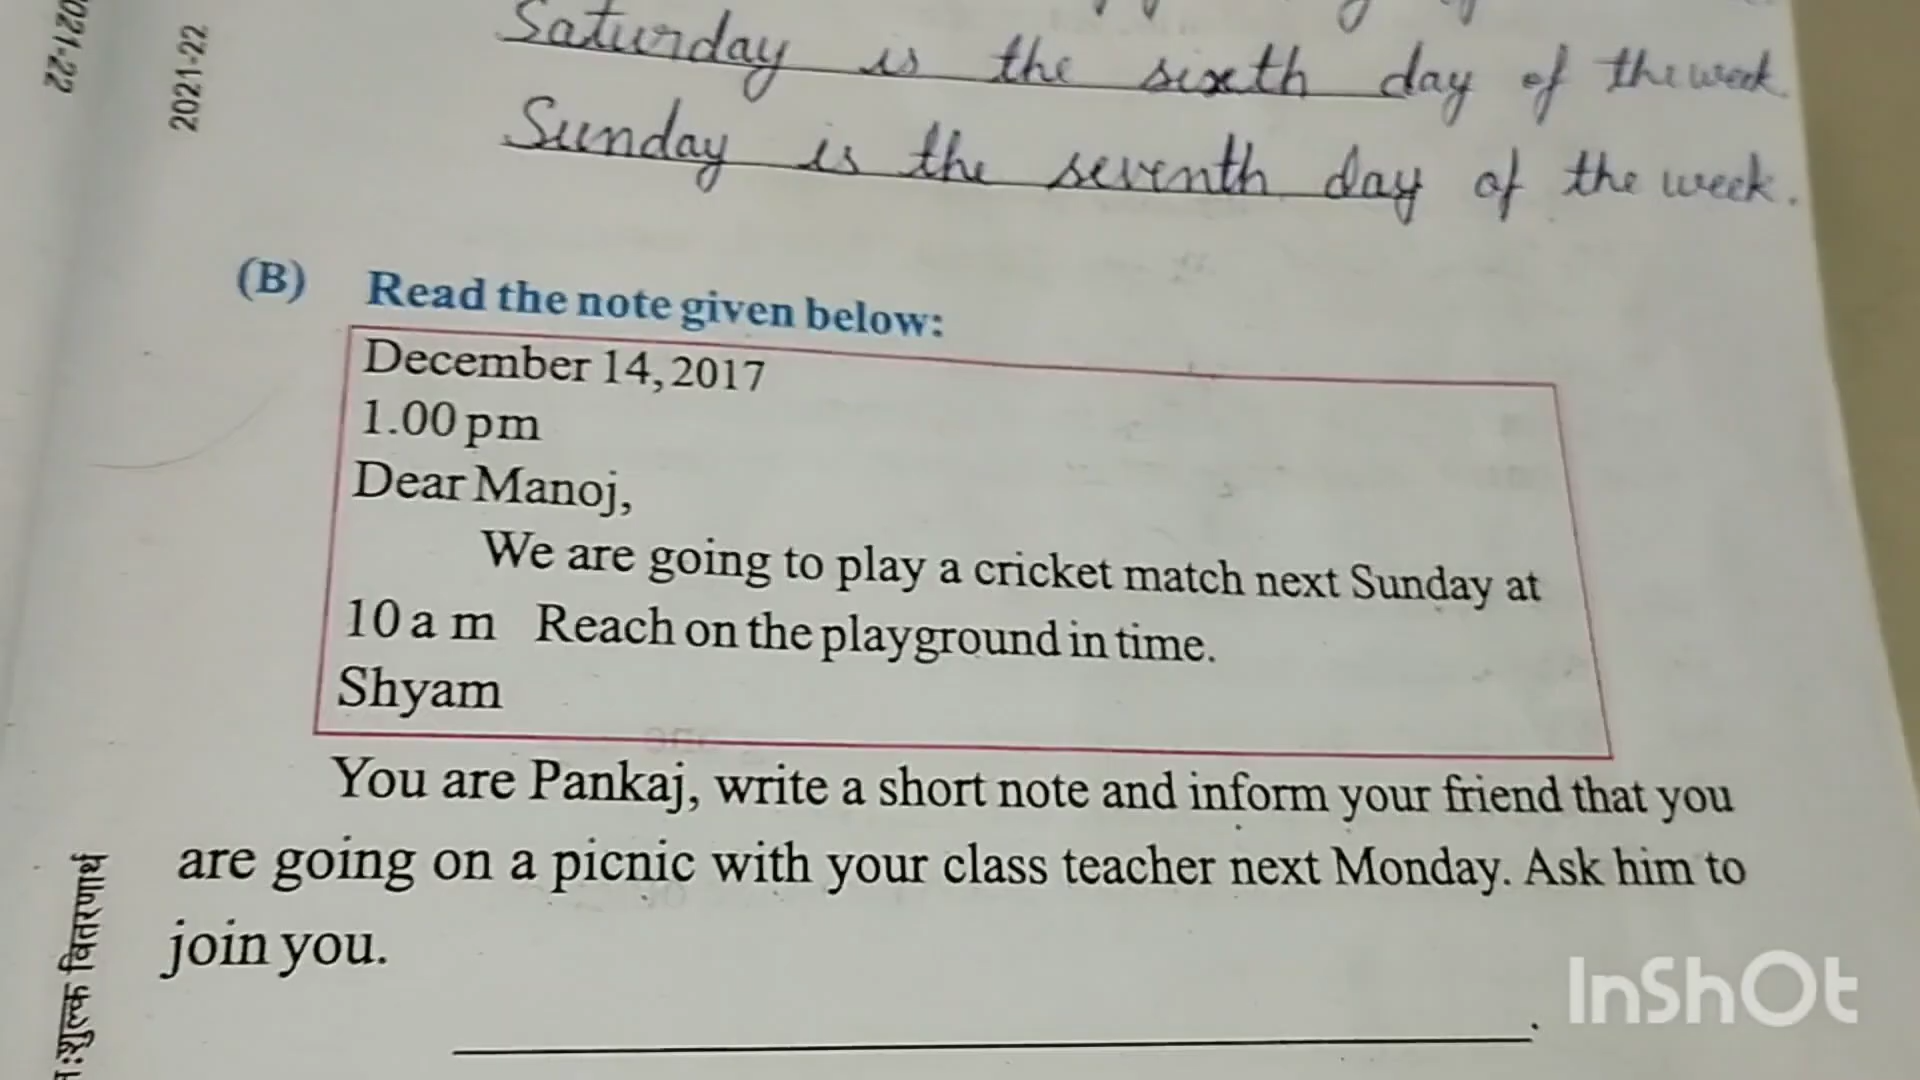 2021-22
2021-22
Saturday is the sixth day of the week.
Sunday is the seventh day of the week.
(B) Read the note given below:
December 14, 2017
1.00 pm
Dear Manoj,
We are going to play a cricket match next Sunday at
10 a m Reach on the playground in time.
Shyam
You are Pankaj, write a short note and inform your friend that you
are going on a picnic with your class teacher next Monday. Ask him to
join you.
वितरणार्थ
InShOt